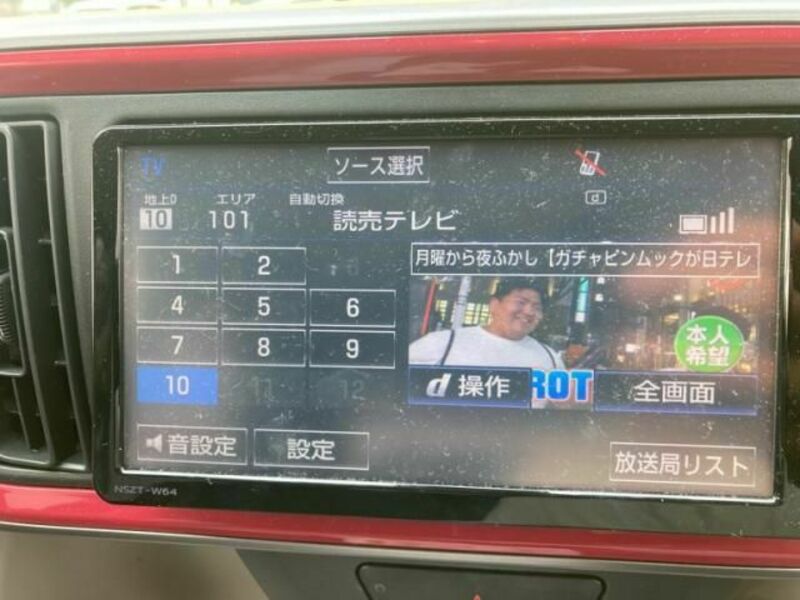 TV
ソース選択
地上D
エリア
自動切換
d
10
101
読売テレビ
1
2
月曜から夜ふかし【ガチャピンムックが日テレ
4
5
6
7
8
9
本人
希望
10
11
12
d操作
ROT
全画面
音設定
設定
放送局リスト
NSZT-W64